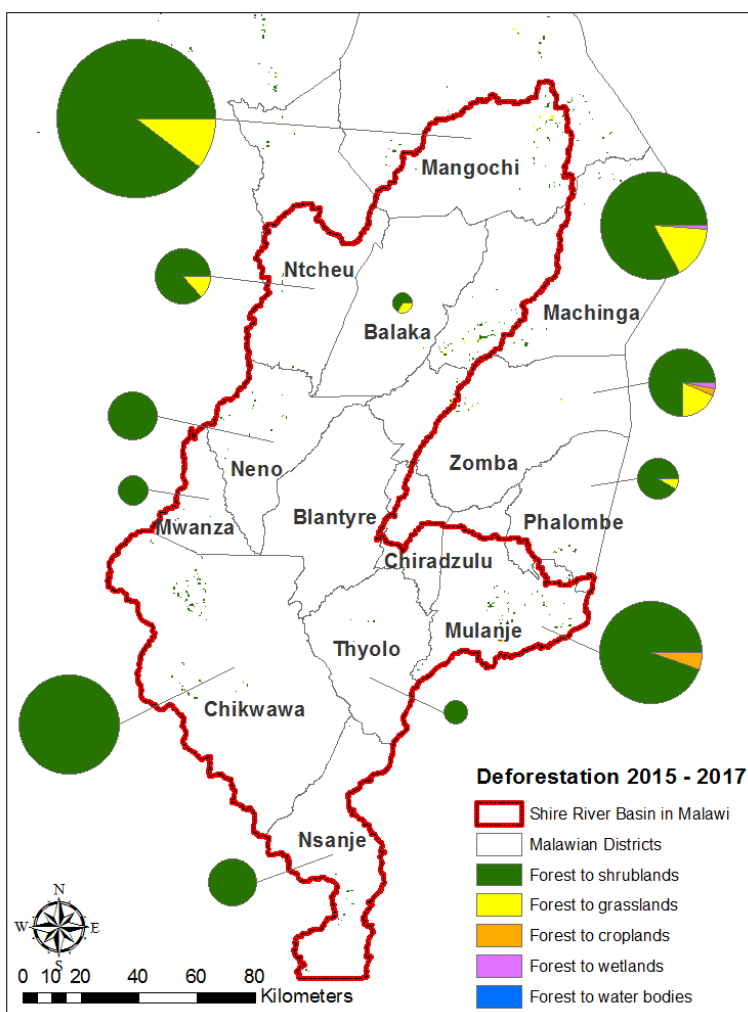 Mangochi
Ntcheu
Balaka
Machinga
Neno
Zomba
Mwanza
Blantyre
Phalombe
Chiradzulu
Mulanje
Thyolo
Chikwawa
Nsanje
Deforestation 2015 - 2017
Shire River Basin in Malawi
Malawian Districts
Forest to shrublands
Forest to grasslands
Forest to croplands
Forest to wetlands
Forest to water bodies
N
W E
S
0 10 20 40 60 80
Kilometers